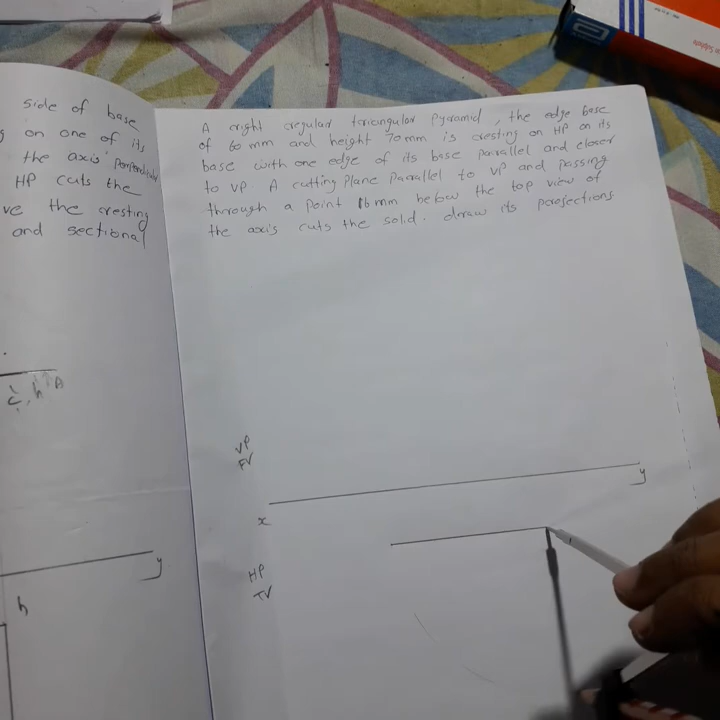 side of base
on one of its
the axis perpendicular
HP cuts the
ve the resting
and sectional
A right regular triangular pyramid, the edge base
of 60 mm and height 70 mm is resting on HP on its
base with one edge of its base parallel and closer
to VP. A cutting plane parallel to VP and passing
through a point 16 mm below the top view of
the axis cuts the solid. draw its prosections
VP
FV
x
y
HP
TV
y
h